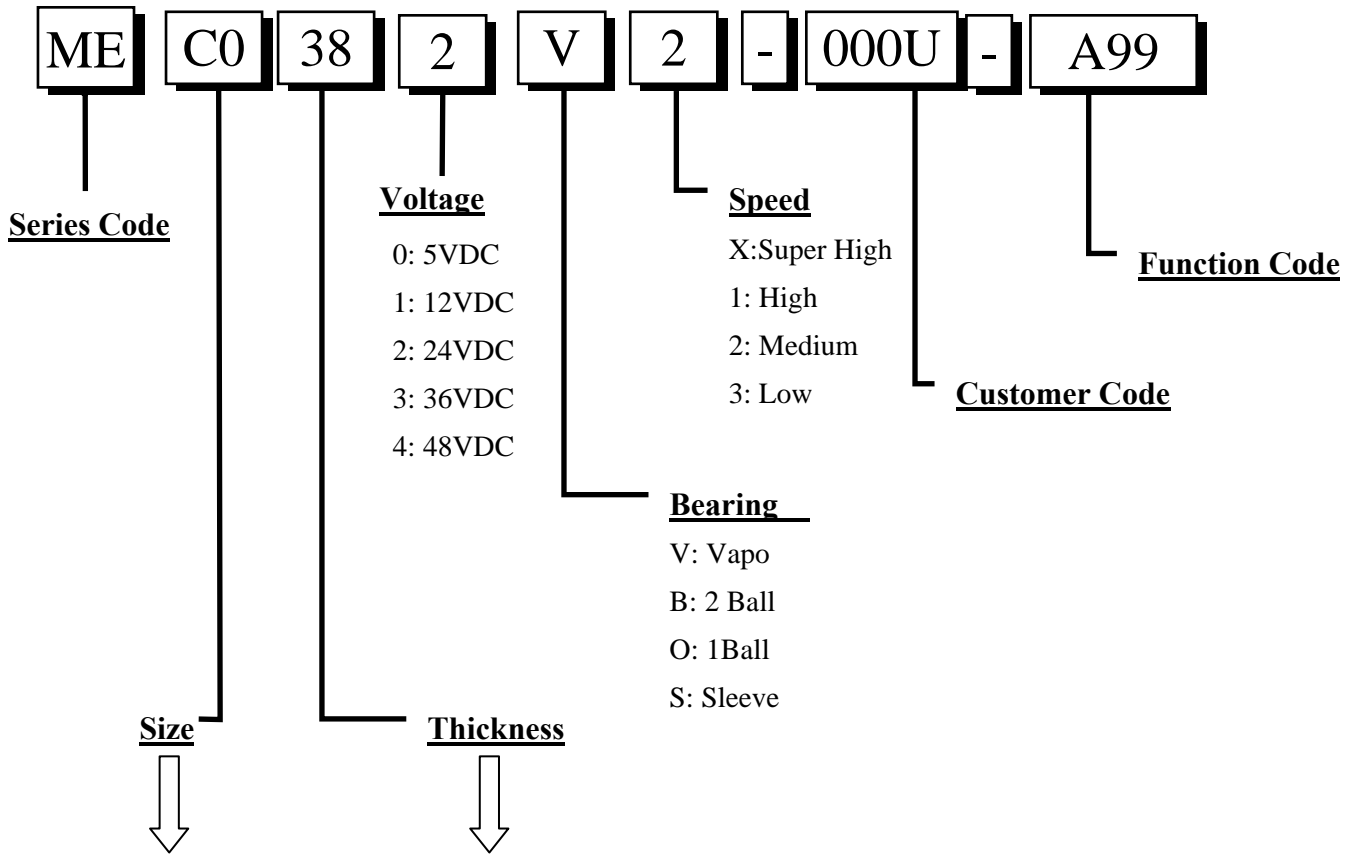 ME C0 38 2 V 2 - 000U - A99
Series Code
Voltage
0: 5VDC
1: 12VDC
2: 24VDC
3: 36VDC
4: 48VDC
Speed
X:Super High
1: High
2: Medium
3: Low
Function Code
Customer Code
Bearing
V: Vapo
B: 2 Ball
O: 1Ball
S: Sleeve
Size
Thickness